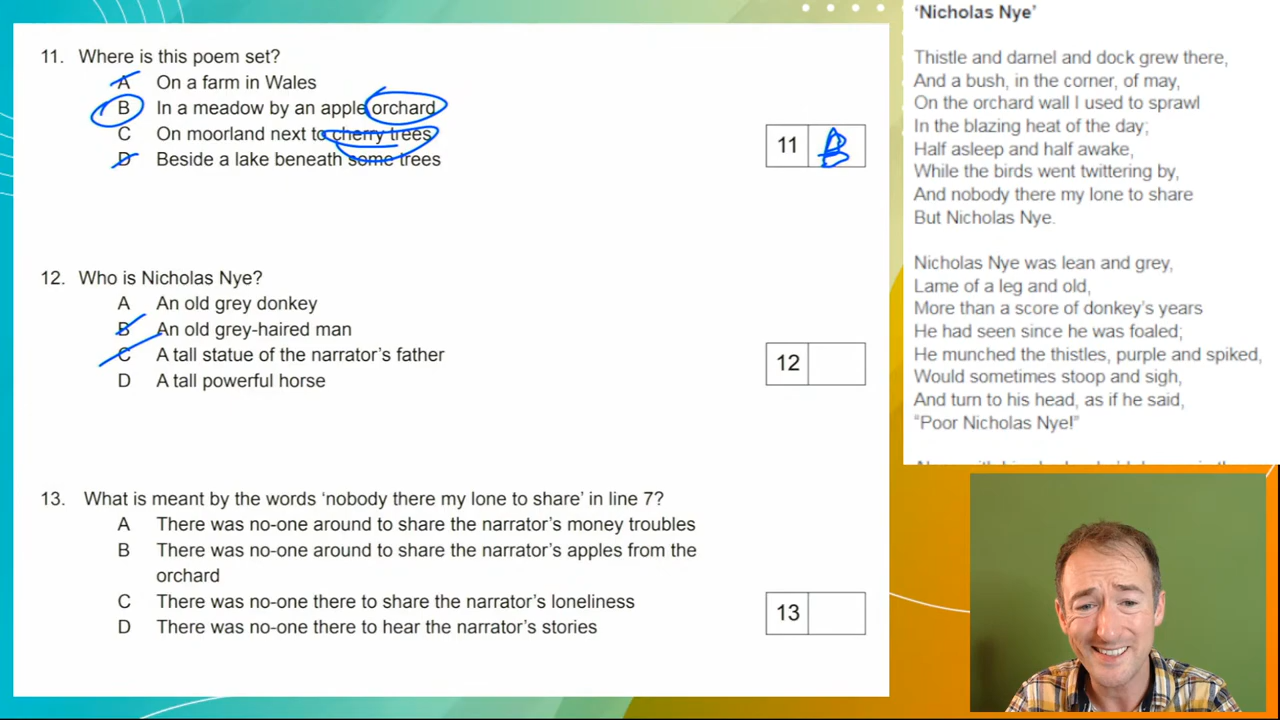 11. Where is this poem set?
A On a farm in Wales
B In a meadow by an apple orchard
C On moorland next to cherry trees
D Beside a lake beneath some trees
11 B
12. Who is Nicholas Nye?
A An old grey donkey
B An old grey-haired man
C A tall statue of the narrator's father
D A tall powerful horse
12
13. What is meant by the words 'nobody there my lone to share' in line 7?
A There was no-one around to share the narrator's money troubles
B There was no-one around to share the narrator's apples from the
orchard
C There was no-one there to share the narrator's loneliness
D There was no-one there to hear the narrator's stories
13
'Nicholas Nye'
Thistle and darnel and dock grew there,
And a bush, in the corner, of may,
On the orchard wall I used to sprawl
In the blazing heat of the day;
Half asleep and half awake,
While the birds went twittering by,
And nobody there my lone to share
But Nicholas Nye.
Nicholas Nye was lean and grey,
Lame of a leg and old,
More than a score of donkey's years
He had seen since he was foaled;
He munched the thistles, purple and spiked,
Would sometimes stoop and sigh,
And turn to his head, as if he said,
"Poor Nicholas Nye!"